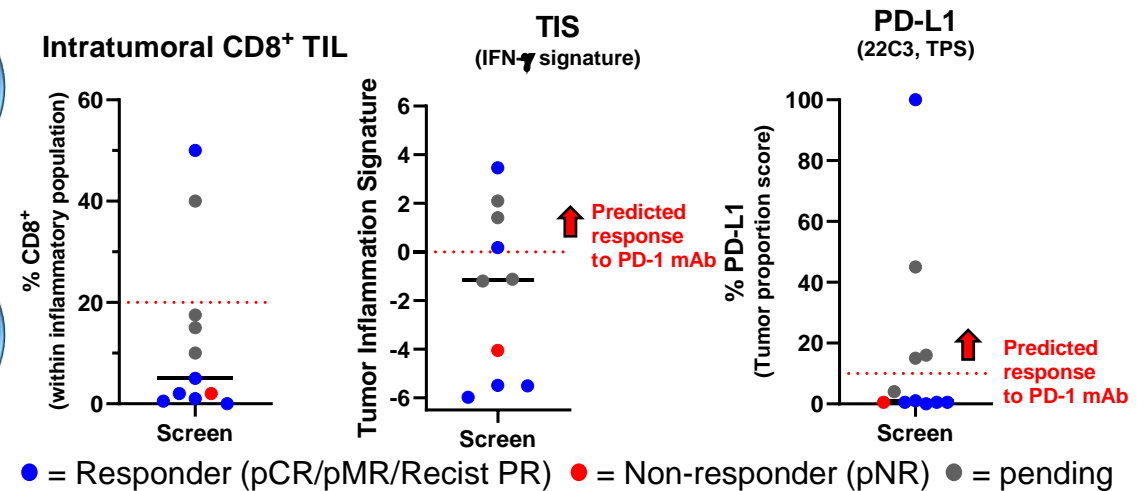 Intratumoral CD8+ TIL
% CD8+
(within inflammatory population)
60
40
20
0
Screen
TIS
(IFN-γ signature)
Tumor Inflammation Signature
6
4
2
0
-2
-4
-6
Screen
Predicted
response
to PD-1 mAb
PD-L1
(22C3, TPS)
% PD-L1
(Tumor proportion score)
100
80
60
40
20
0
Screen
Predicted
response
to PD-1 mAb
= Responder (pCR/pMR/Recist PR) = Non-responder (pNR) = pending